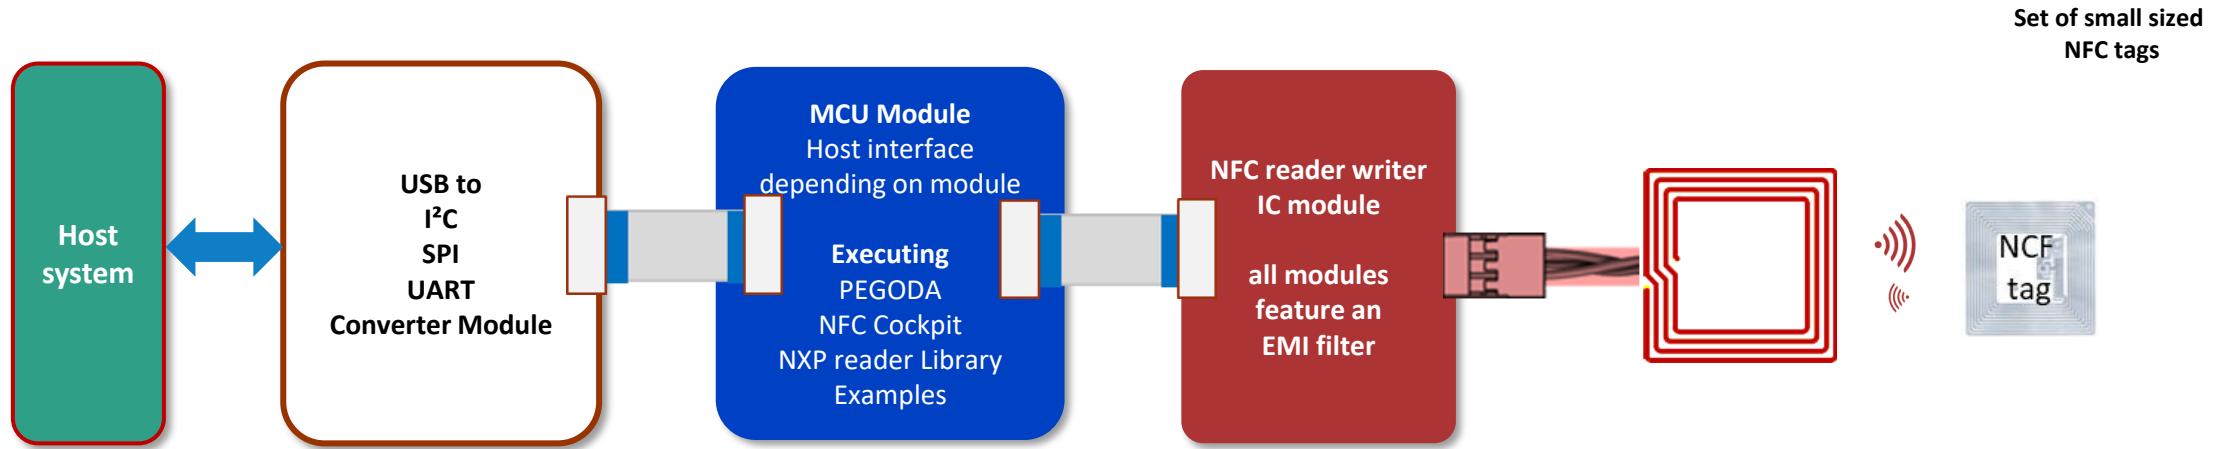 Set of small sized
NFC tags
Host
system
USB to
I²C
SPI
UART
Converter Module
MCU Module
Host interface
depending on module
Executing
PEGODA
NFC Cockpit
NXP reader Library
Examples
NFC reader writer
IC module
all modules
feature an
EMI filter
NCF
tag